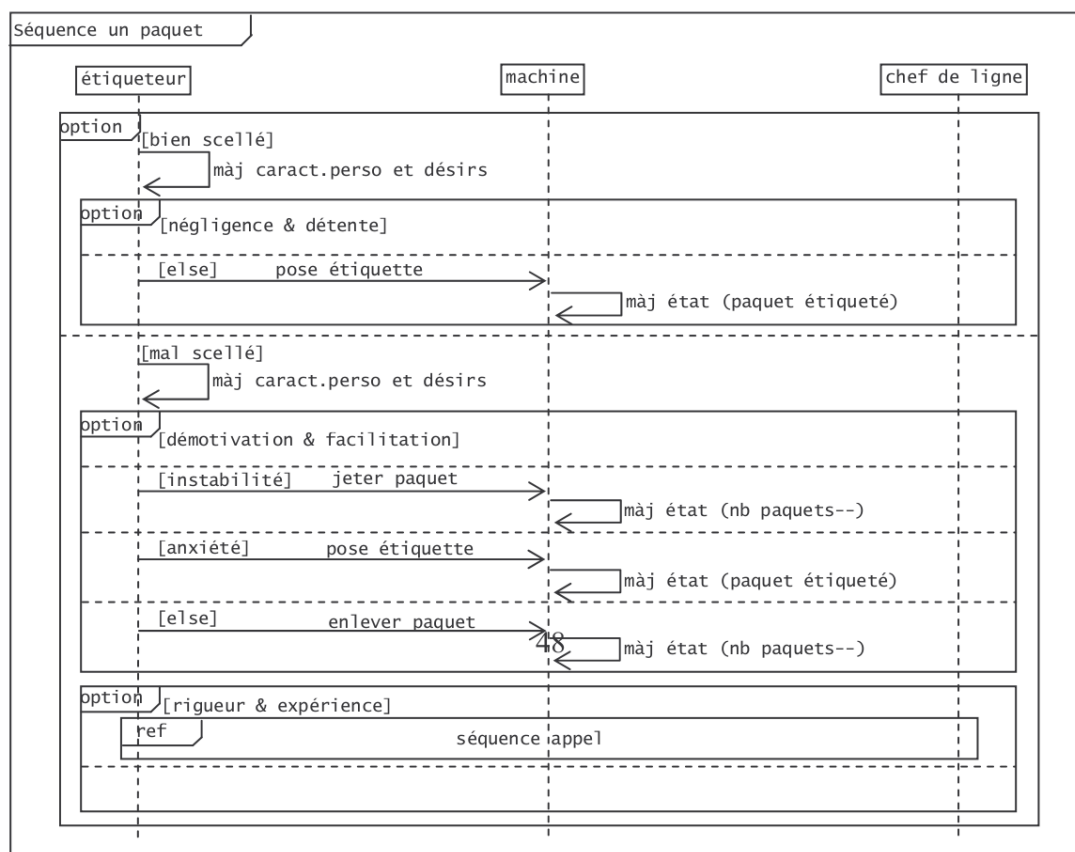 Séquence un paquet
étiqueteur
machine
chef de ligne
option
[bien scellé]
màj caract.perso et désirs
option
[négligence & détente]
[else] pose étiquette
màj état (paquet étiqueté)
[mal scellé]
màj caract.perso et désirs
option
[démotivation & facilitation]
[instabilité] jeter paquet
màj état (nb paquets--)
[anxiété] pose étiquette
màj état (paquet étiqueté)
[else] enlever paquet
48
màj état (nb paquets--)
option
[rigueur & expérience]
ref
séquence appel